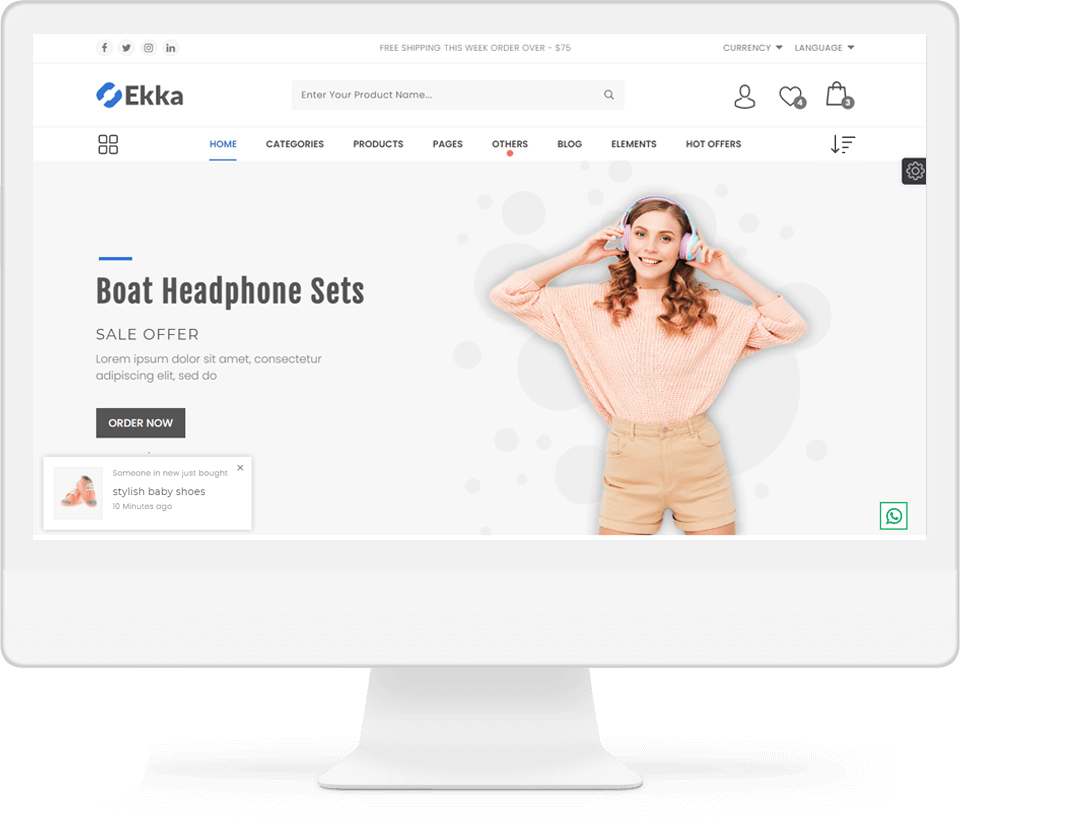 FREE SHIPPING THIS WEEK ORDER OVER - $75
CURRENCY LANGUAGE
Ekka
Enter Your Product Name...
4
3
HOME CATEGORIES PRODUCTS PAGES OTHERS BLOG ELEMENTS HOT OFFERS
Boat Headphone Sets
SALE OFFER
Lorem ipsum dolor sit amet, consectetur
adipiscing elit, sed do
ORDER NOW
Someone in new just bought
stylish baby shoes
10 Minutes ago